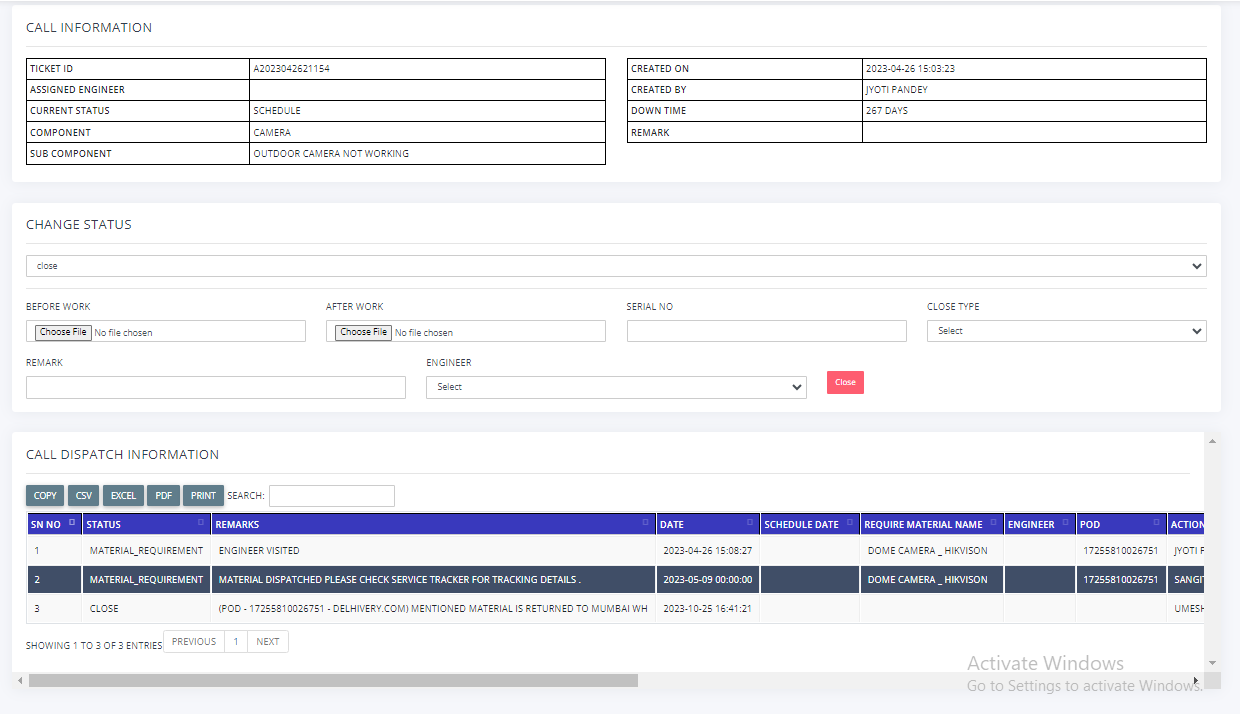 CALL INFORMATION
TICKET ID A2023042621154
ASSIGNED ENGINEER
CURRENT STATUS SCHEDULE
COMPONENT CAMERA
SUB COMPONENT OUTDOOR CAMERA NOT WORKING
CREATED ON 2023-04-26 15:03:23
CREATED BY JYOTI PANDEY
DOWN TIME 267 DAYS
REMARK
CHANGE STATUS
close
BEFORE WORK AFTER WORK SERIAL NO CLOSE TYPE
Choose File No file chosen Choose File No file chosen Select
REMARK ENGINEER
Select Close
CALL DISPATCH INFORMATION
COPY CSV EXCEL PDF PRINT SEARCH:
SN NO STATUS REMARKS DATE SCHEDULE DATE REQUIRE MATERIAL NAME ENGINEER POD ACTION
1 MATERIAL_REQUIREMENT ENGINEER VISITED 2023-04-26 15:08:27 DOME CAMERA _ HIKVISON 17255810026751 JYOTI
2 MATERIAL_REQUIREMENT MATERIAL DISPATCHED PLEASE CHECK SERVICE TRACKER FOR TRACKING DETAILS . 2023-05-09 00:00:00 DOME CAMERA _ HIKVISON 17255810026751 SANGI
3 CLOSE (POD - 17255810026751 - DELHIVERY.COM) MENTIONED MATERIAL IS RETURNED TO MUMBAI WH 2023-10-25 16:41:21 UMESH
SHOWING 1 TO 3 OF 3 ENTRIES PREVIOUS 1 NEXT
Activate Windows
Go to Settings to activate Windows.